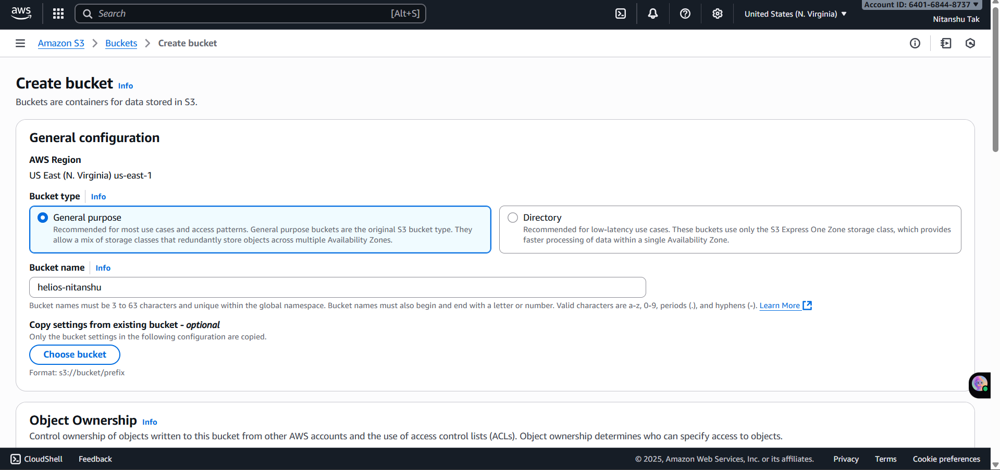 aws
Search [Alt+S]
United States (N. Virginia)
Account ID: 6401-6844-8737
Nitanshu Tak
Amazon S3 > Buckets > Create bucket
Create bucket Info
Buckets are containers for data stored in S3.
General configuration
AWS Region
US East (N. Virginia) us-east-1
Bucket type Info
General purpose
Recommended for most use cases and access patterns. General purpose buckets are the original S3 bucket type. They
allow a mix of storage classes that redundantly store objects across multiple Availability Zones.
Directory
Recommended for low-latency use cases. These buckets use only the S3 Express One Zone storage class, which provides
faster processing of data within a single Availability Zone.
Bucket name Info
helios-nitanshu
Bucket names must be 3 to 63 characters and unique within the global namespace. Bucket names must also begin and end with a letter or number. Valid characters are a-z, 0-9, periods (.), and hyphens (-). Learn More
Copy settings from existing bucket - optional
Only the bucket settings in the following configuration are copied.
Choose bucket
Format: s3://bucket/prefix
Object Ownership Info
Control ownership of objects written to this bucket from other AWS accounts and the use of access control lists (ACLs). Object ownership determines who can specify access to objects.
CloudShell Feedback © 2025, Amazon Web Services, Inc. or its affiliates. Privacy Terms Cookie preferences